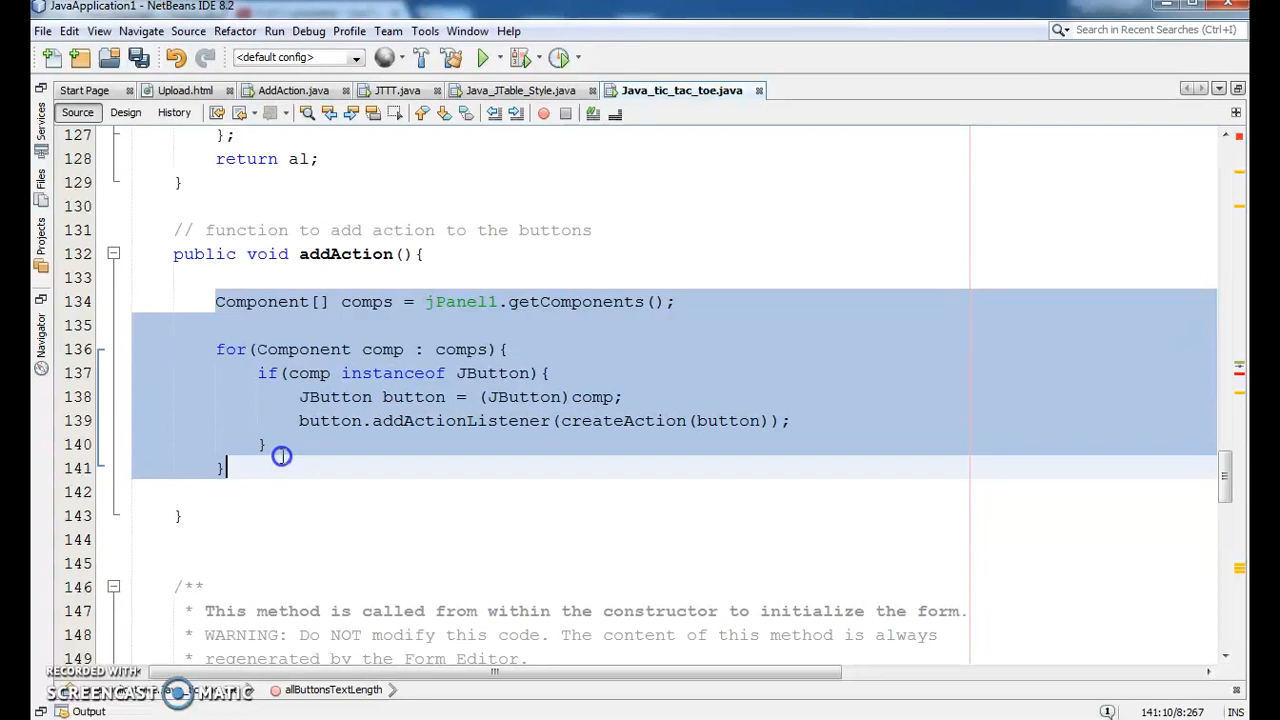 JavaApplication1 - NetBeans IDE 8.2
File Edit View Navigate Source Refactor Run Debug Profile Team Tools Window Help
Search in Recent Searches (Ctrl+I)
<default config>
Start Page Upload.html AddAction.java JTTT.java Java_JTable_Style.java Java_tic_tac_toe.java
Source Design History
Services
Files
Projects
Navigator
127 };
128 return al;
129 }
130
131 // function to add action to the buttons
132 public void addAction(){
133
134 Component[] comps = jPanel1.getComponents();
135
136 for(Component comp : comps){
137 if(comp instanceof JButton){
138 JButton button = (JButton)comp;
139 button.addActionListener(createAction(button));
140 }
141 }
142
143 }
144
145
146 /**
147 * This method is called from within the constructor to initialize the form.
148 * WARNING: Do NOT modify this code. The content of this method is always
149 * regenerated by the Form Editor.
RECORDED WITH
SCREENCAST MATIC
allButtonsTextLength
Output
1
141:10/8:267 INS